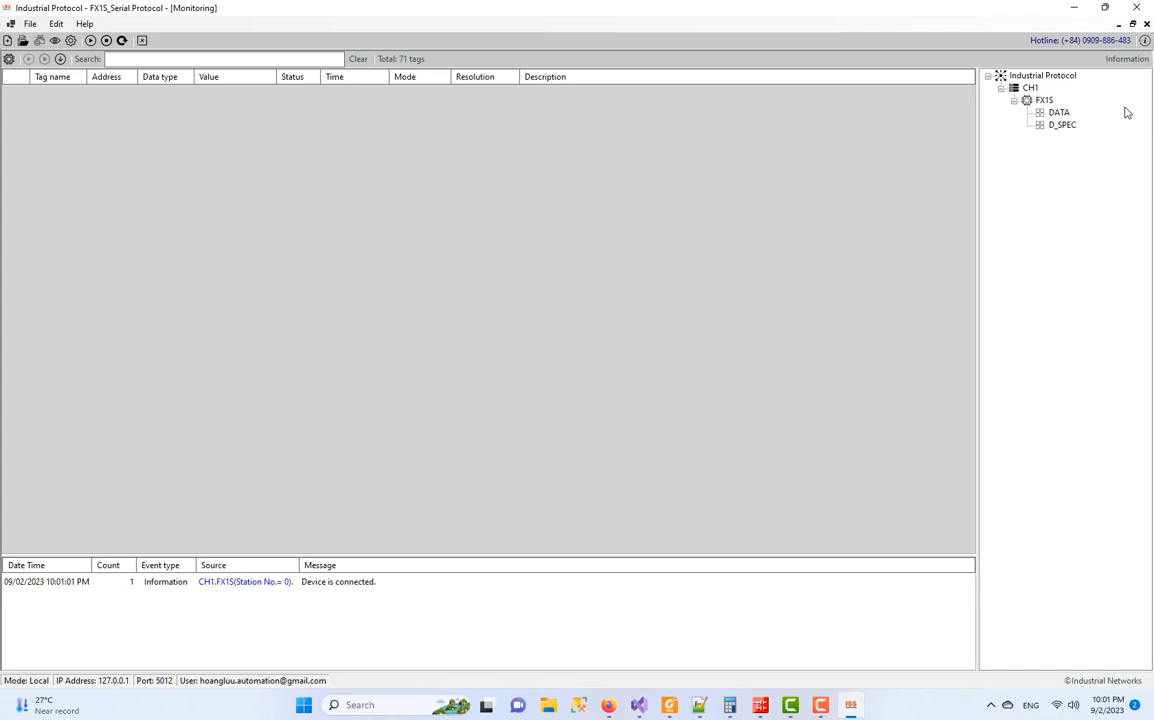 Industrial Protocol - FX1S_Serial Protocol - [Monitoring]
File Edit Help
Hotline: (+84) 0909-886-483
Search: Clear Total: 71 tags Information
Tag name Address Data type Value Status Time Mode Resolution Description
Industrial Protocol
CH1
FX1S
DATA
D_SPEC
Date Time Count Event type Source Message
09/02/2023 10:01:01 PM 1 Information CH1.FX1S(Station No.= 0). Device is connected.
Mode: Local IP Address: 127.0.0.1 Port: 5012 User: hoangluu.automation@gmail.com ©Industrial Networks
27°C
Near record
Search
ENG
10:01 PM
9/2/2023
2